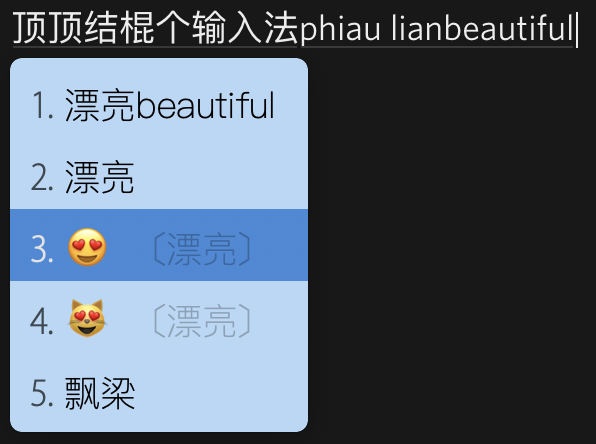 顶顶结棍个输入法phiau lianbeautiful
1. 漂亮beautiful
2. 漂亮
3. 😍 〔漂亮〕
4. 😻 〔漂亮〕
5. 飘梁